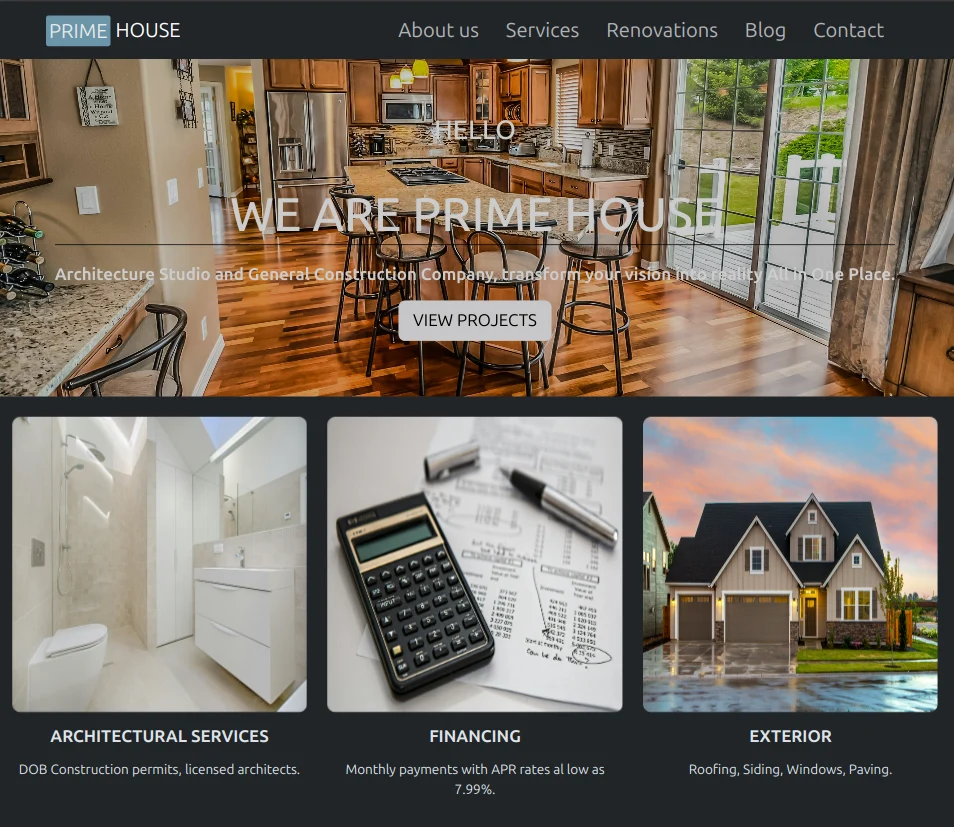 PRIME HOUSE
About us Services Renovations Blog Contact
HELLO
WE ARE PRIME HOUSE
Architecture Studio and General Construction Company, transform your vision into reality All In One Place.
VIEW PROJECTS
ARCHITECTURAL SERVICES
DOB Construction permits, licensed architects.
FINANCING
Monthly payments with APR rates al low as
7.99%.
EXTERIOR
Roofing, Siding, Windows, Paving.